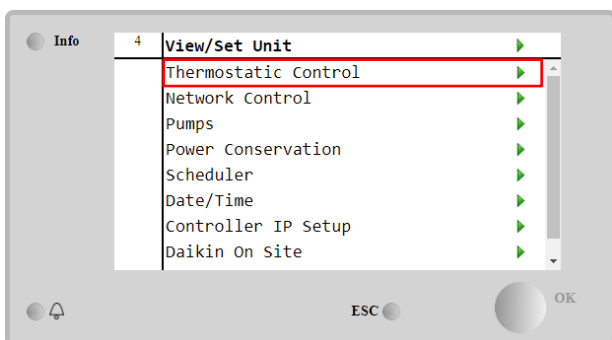 Info
4 View/Set Unit
Thermostatic Control
Network Control
Pumps
Power Conservation
Scheduler
Date/Time
Controller IP Setup
Daikin On Site
ESC
OK